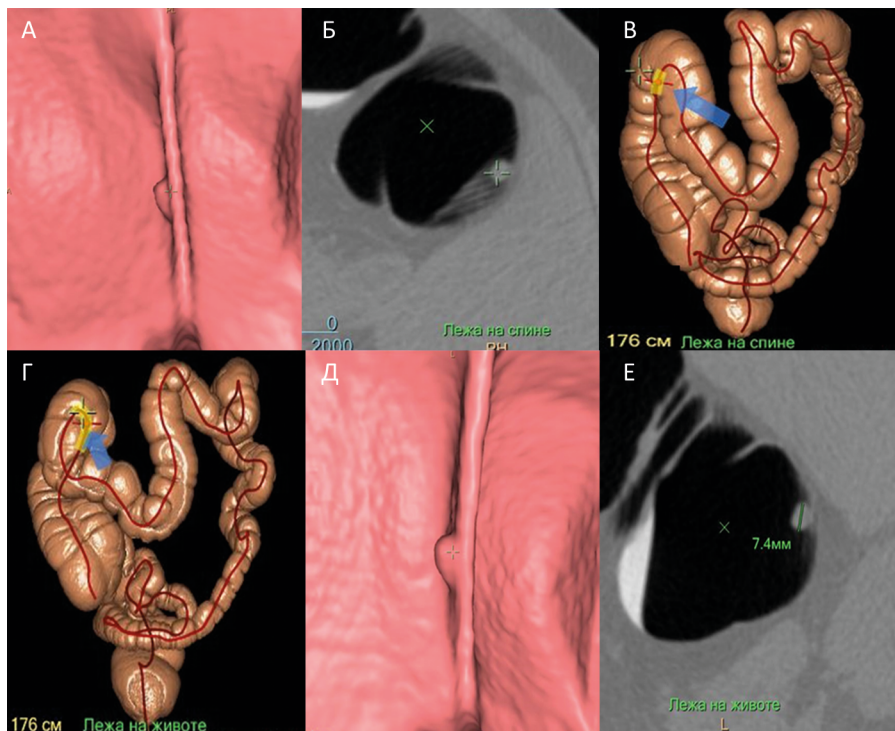 А
Б
0
2000
Лежа на спине
RH
В
176 см Лежа на спине
Г
176 см Лежа на животе
Д
Е
7.4мм
Лежа на животе
L